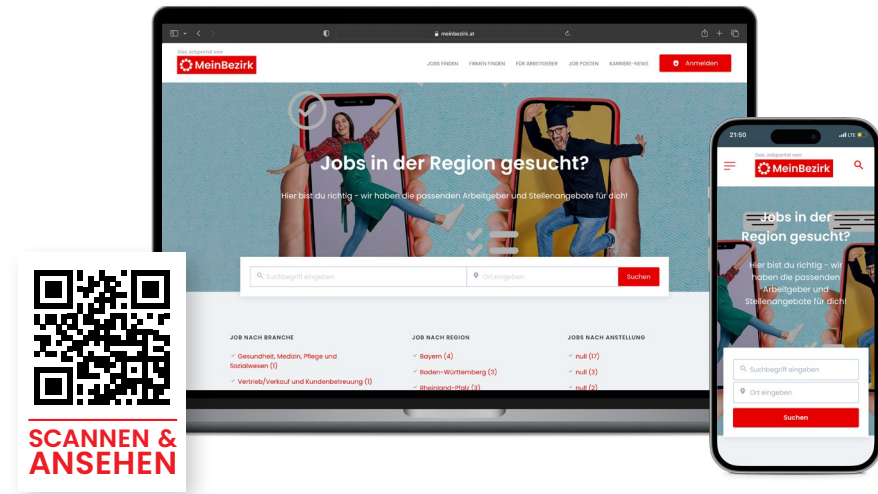 meinbezirk.at
Das Jobportal von
MeinBezirk
JOBS FINDEN FIRMEN FINDEN FÜR ARBEITGEBER JOB POSTEN KARRIERE-NEWS Anmelden
Jobs in der Region gesucht?
Hier bist du richtig - wir haben die passenden Arbeitgeber und Stellenangebote für dich!
Suchbegriff eingeben Ort eingeben Suchen
JOB NACH BRANCHE
Gesundheit, Medizin, Pflege und
Sozialwesen (1)
Vertrieb/Verkauf und Kundenbetreuung (1)
JOB NACH REGION
Bayern (4)
Baden-Württemberg (3)
Rheinland-Pfalz (3)
JOBS NACH ANSTELLUNG
null (17)
null (3)
null (2)
21:50 LTE
Das Jobportal von
MeinBezirk
Jobs in der
Region gesucht?
Hier bist du richtig - wir
haben die passenden
Arbeitgeber und
Stellenangebote für dich!
Suchbegriff eingeben
Ort eingeben
Suchen
SCANNEN &
ANSEHEN